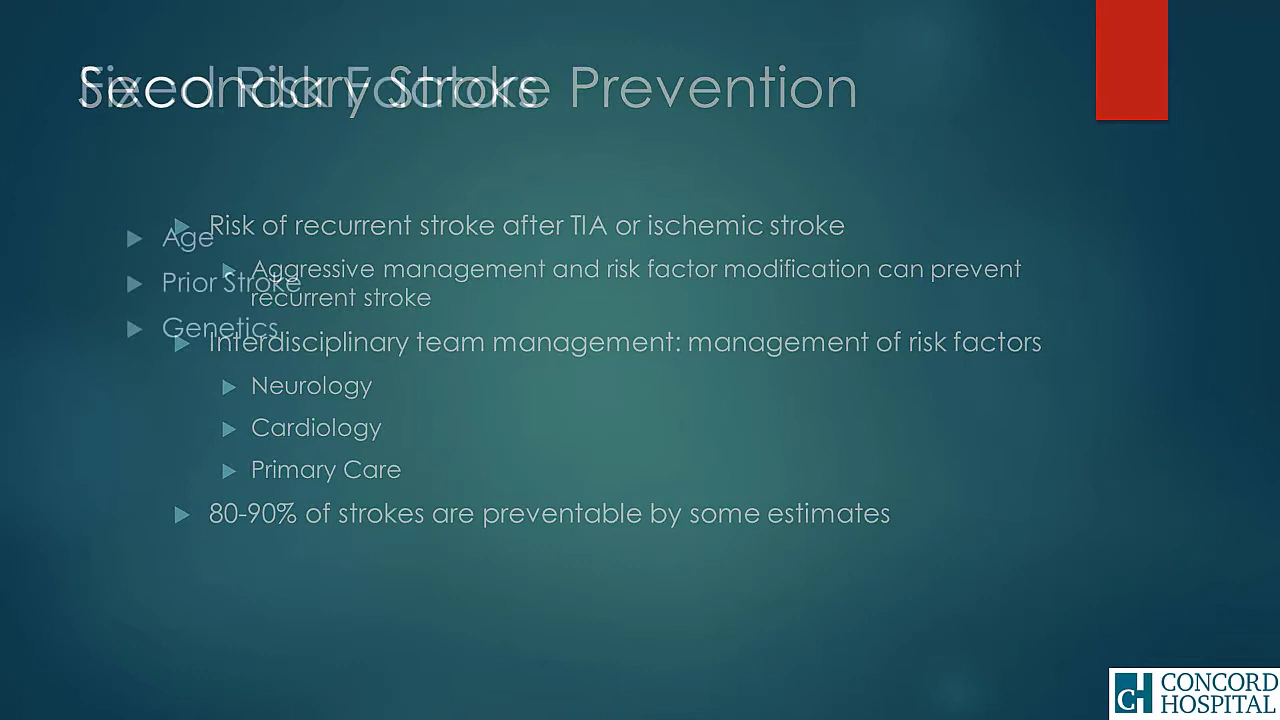 Secondary Stroke Prevention
Fixed Risk Factors
Risk of recurrent stroke after TIA or ischemic stroke
Aggressive management and risk factor modification can prevent
recurrent stroke
Interdisciplinary team management: management of risk factors
Neurology
Cardiology
Primary Care
80-90% of strokes are preventable by some estimates
Age
Prior Stroke
Genetics
CONCORD
HOSPITAL